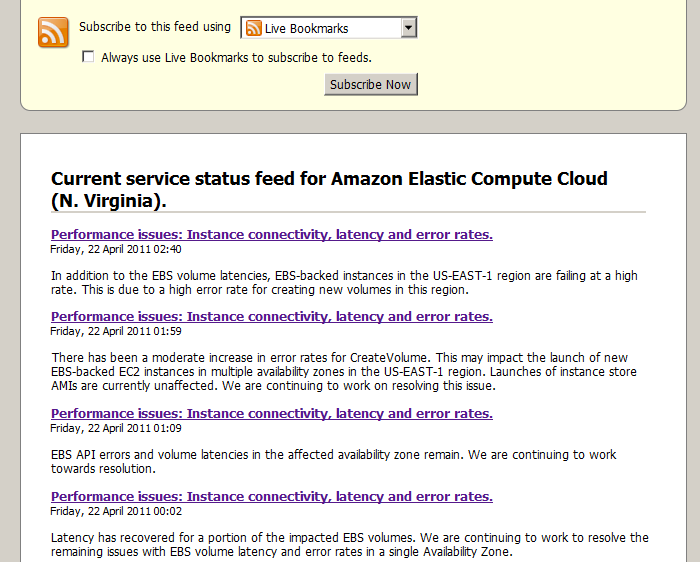 Subscribe to this feed using Live Bookmarks
Always use Live Bookmarks to subscribe to feeds.
Subscribe Now
Current service status feed for Amazon Elastic Compute Cloud
(N. Virginia).
Performance issues: Instance connectivity, latency and error rates.
Friday, 22 April 2011 02:40
In addition to the EBS volume latencies, EBS-backed instances in the US-EAST-1 region are failing at a high
rate. This is due to a high error rate for creating new volumes in this region.
Performance issues: Instance connectivity, latency and error rates.
Friday, 22 April 2011 01:59
There has been a moderate increase in error rates for CreateVolume. This may impact the launch of new
EBS-backed EC2 instances in multiple availability zones in the US-EAST-1 region. Launches of instance store
AMIs are currently unaffected. We are continuing to work on resolving this issue.
Performance issues: Instance connectivity, latency and error rates.
Friday, 22 April 2011 01:09
EBS API errors and volume latencies in the affected availability zone remain. We are continuing to work
towards resolution.
Performance issues: Instance connectivity, latency and error rates.
Friday, 22 April 2011 00:02
Latency has recovered for a portion of the impacted EBS volumes. We are continuing to work to resolve the
remaining issues with EBS volume latency and error rates in a single Availability Zone.